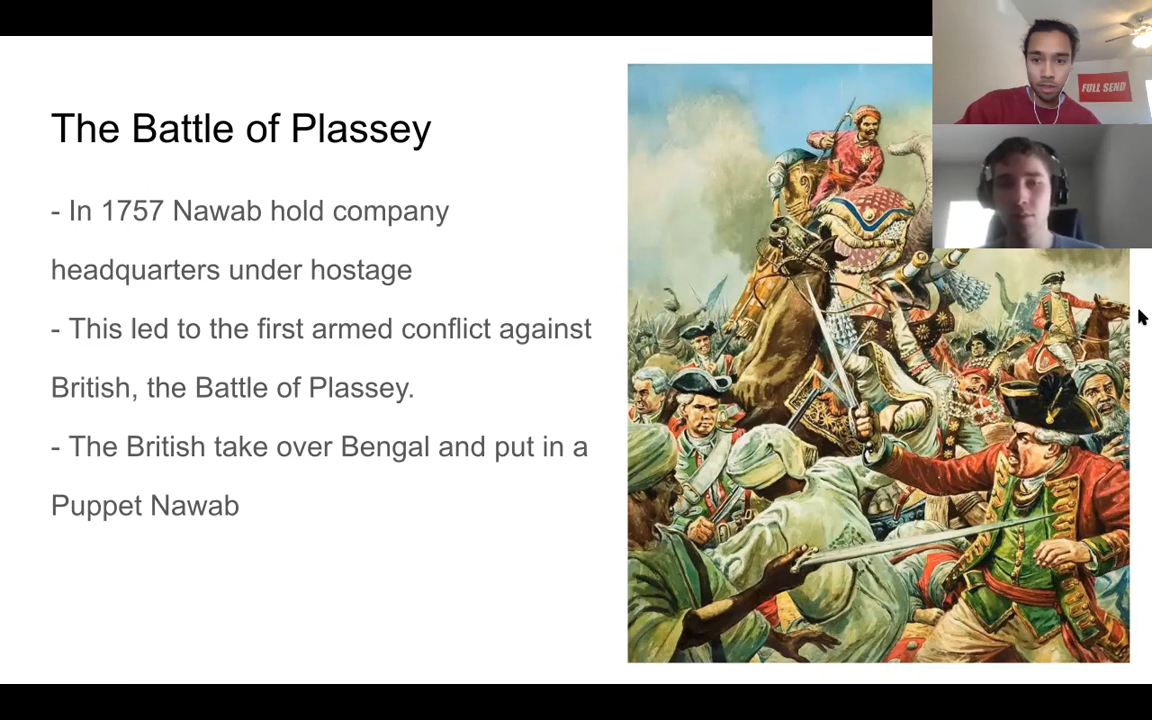 The Battle of Plassey
- In 1757 Nawab hold company
headquarters under hostage
- This led to the first armed conflict against
British, the Battle of Plassey.
- The British take over Bengal and put in a
Puppet Nawab
FULL SEND